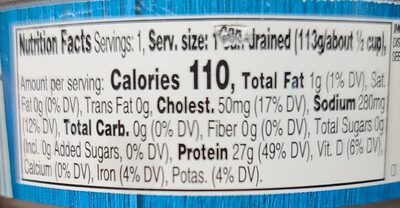 Nutrition Facts Servings: 1, Serv. size: 1 can drained (113g/about ½ cup),
Amount per serving: Calories 110, Total Fat 1g (1% DV), Sat.
Fat 0g (0% DV), Trans Fat 0g, Cholest. 50mg (17% DV), Sodium 280mg
(12% DV), Total Carb. 0g (0% DV), Fiber 0g (0% DV), Total Sugars 0g
(Incl. 0g Added Sugars, 0% DV), Protein 27g (49% DV), Vit. D (6% DV),
Calcium (0% DV), Iron (4% DV), Potas. (4% DV).